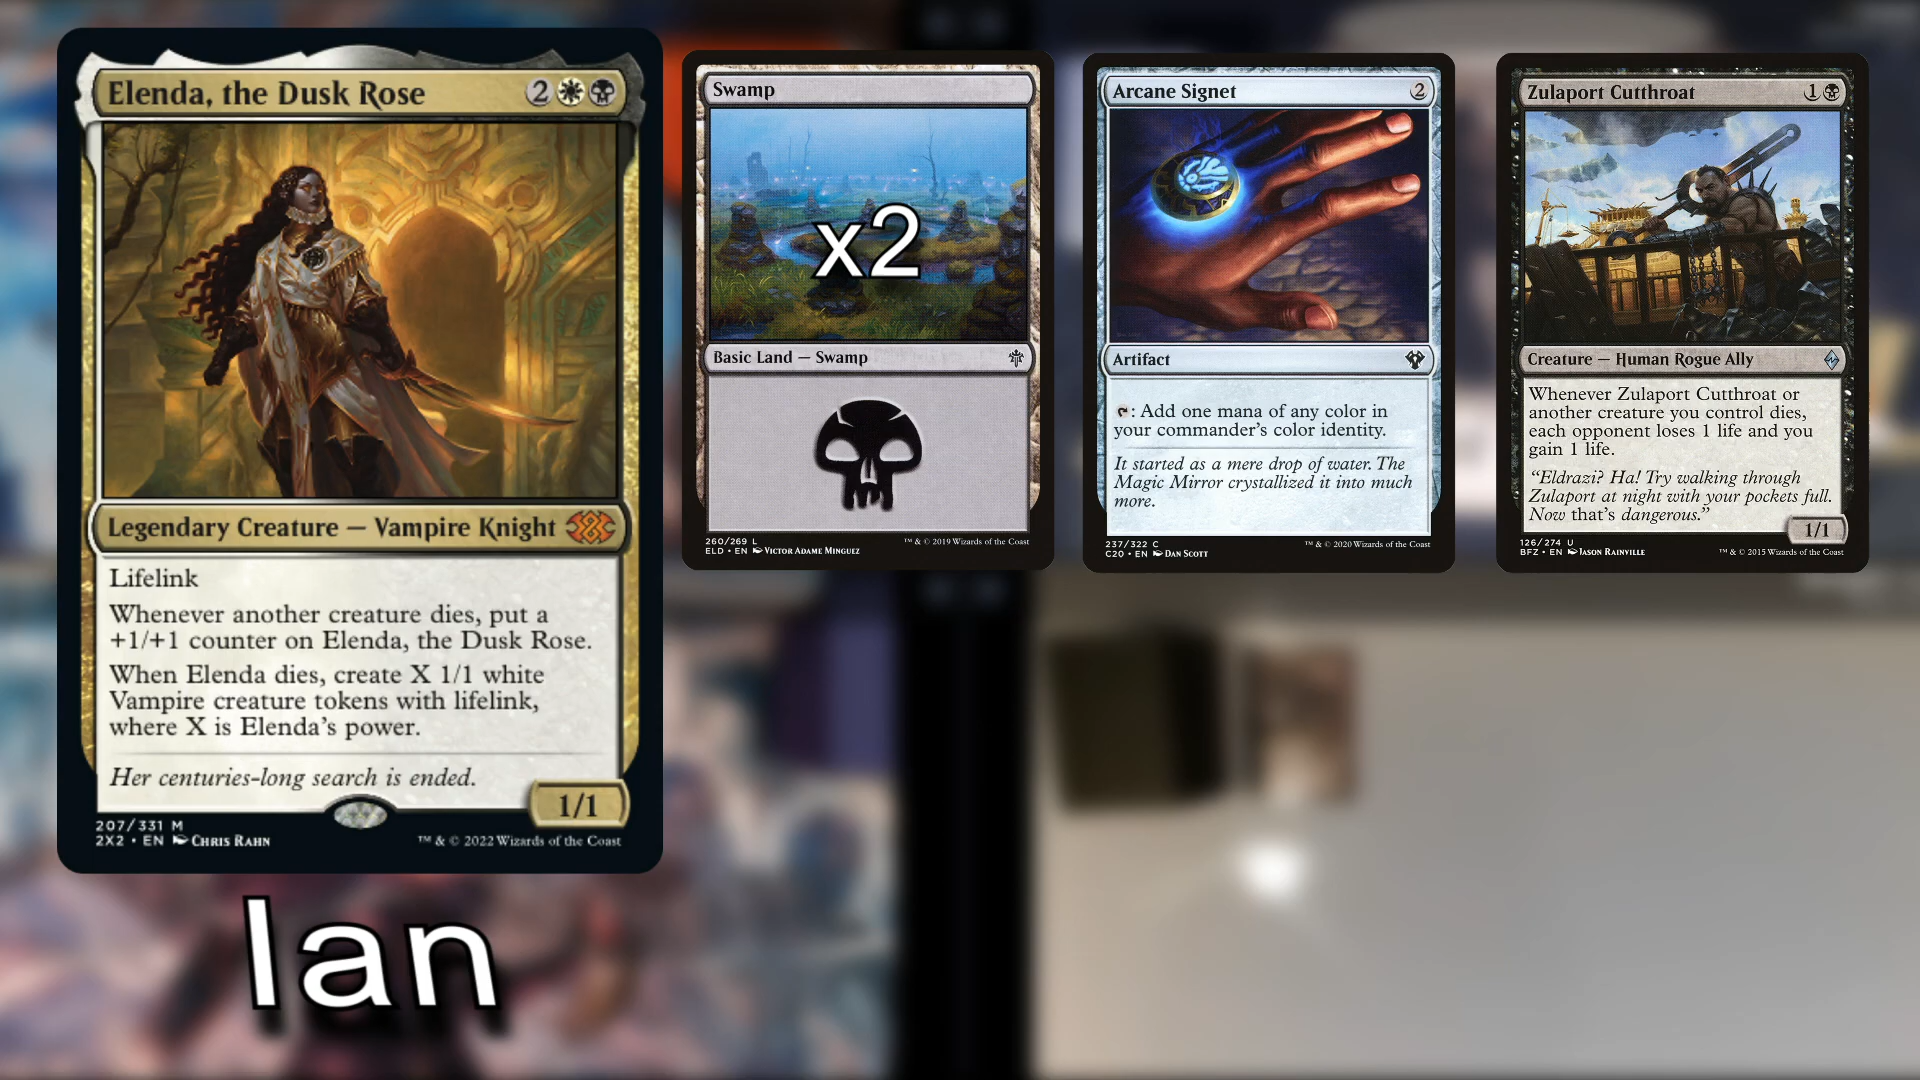 Elenda, the Dusk Rose 2
Legendary Creature — Vampire Knight
Lifelink
Whenever another creature dies, put a
+1/+1 counter on Elenda, the Dusk Rose.
When Elenda dies, create X 1/1 white
Vampire creature tokens with lifelink,
where X is Elenda's power.
Her centuries-long search is ended.
1/1
207/331 M
2X2 • EN Chris Rahn
™ & © 2022 Wizards of the Coast
Ian
Swamp
x2
Basic Land — Swamp
260/269 L
ELD • EN Victor Adame Minguez
™ & © 2019 Wizards of the Coast
Arcane Signet 2
Artifact
: Add one mana of any color in
your commander's color identity.
It started as a mere drop of water. The
Magic Mirror crystallized it into much
more.
237/322 C
C20 • EN Dan Scott
™ & © 2020 Wizards of the Coast
Zulaport Cutthroat 1
Creature — Human Rogue Ally
Whenever Zulaport Cutthroat or
another creature you control dies,
each opponent loses 1 life and you
gain 1 life.
“Eldrazi? Ha! Try walking through
Zulaport at night with your pockets full.
Now that's dangerous.”
1/1
126/274 U
BFZ • EN Jason Rainville
™ & © 2015 Wizards of the Coast